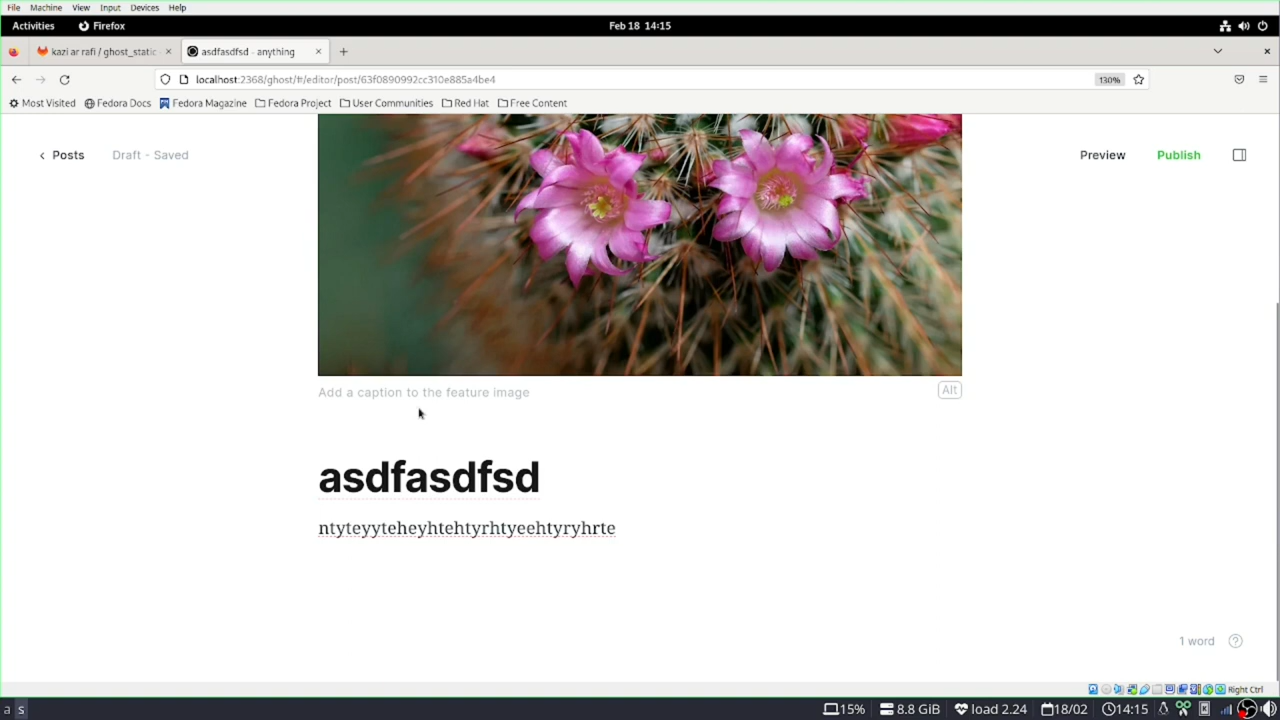 File Machine View Input Devices Help
Activities Firefox Feb 18 14:15
kazi ar rafi / ghost_static asdfasdfsd - anything
localhost:2368/ghost/#/editor/post/63f0890992cc310e885a4be4 130%
Most Visited Fedora Docs Fedora Magazine Fedora Project User Communities Red Hat Free Content
Posts Draft - Saved Preview Publish
Add a caption to the feature image Alt
asdfasdfsd
ntyteyyteheyhtehtyrhtyeehtyryhrte
1 word
Right Ctrl
a s 15% 8.8 GiB load 2.24 18/02 14:15